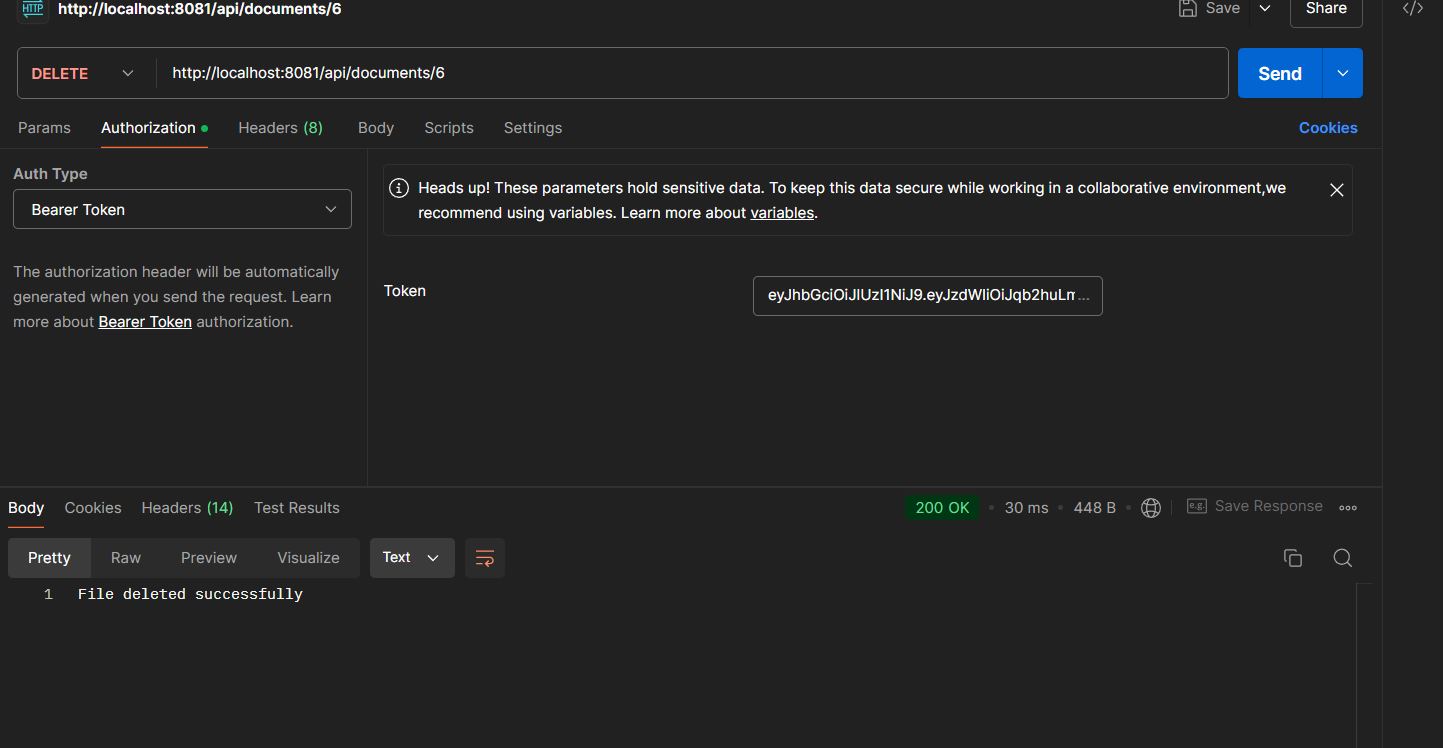 HTTP http://localhost:8081/api/documents/6 Save Share </>
DELETE http://localhost:8081/api/documents/6 Send
Params Authorization Headers (8) Body Scripts Settings Cookies
Auth Type
Bearer Token
The authorization header will be automatically
generated when you send the request. Learn
more about Bearer Token authorization.
Heads up! These parameters hold sensitive data. To keep this data secure while working in a collaborative environment,we
recommend using variables. Learn more about variables.
Token eyJhbGciOiJIUzI1NiJ9.eyJzdWIiOiJqb2huLm...
Body Cookies Headers (14) Test Results 200 OK 30 ms 448 B e.g. Save Response
Pretty Raw Preview Visualize Text
1 File deleted successfully